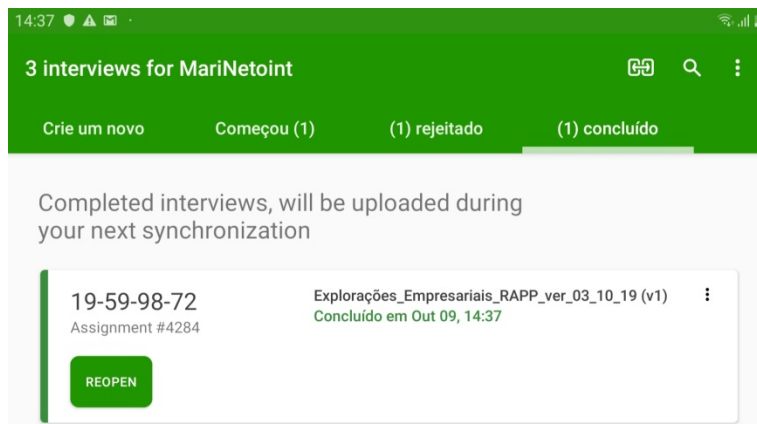 14:37
3 interviews for MariNetoint
Crie um novo
Começou (1)
(1) rejeitado
(1) concluído
Completed interviews, will be uploaded during
your next synchronization
19-59-98-72
Assignment #4284
Explorações_Empresariais_RAPP_ver_03_10_19 (v1)
Concluído em Out 09, 14:37
REOPEN